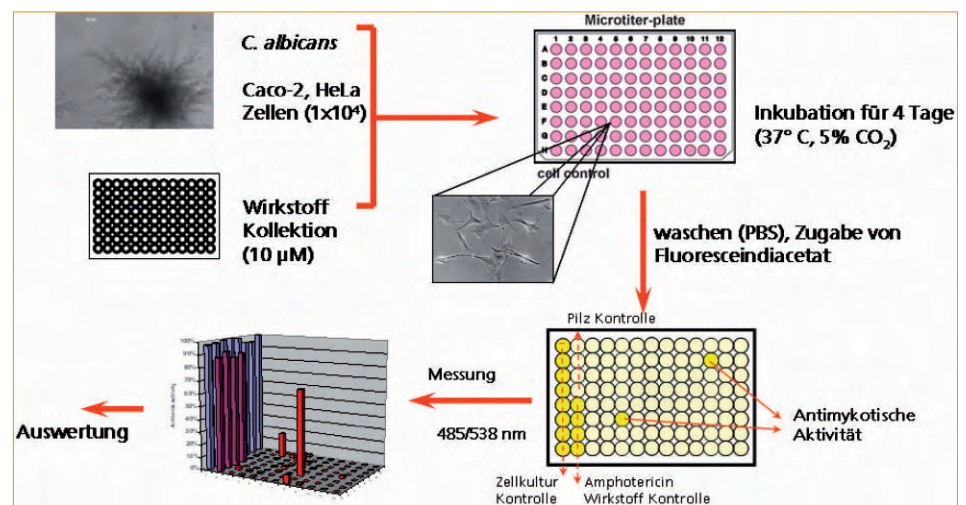 C. albicans
Caco-2, HeLa
Zellen (1x10⁴)
Wirkstoff
Kollektion
(10 µM)
Microtiter-plate
1 2 3 4 5 6 7 8 9 10 11 12
A
B
C
D
E
F
G
H
cell control
Inkubation für 4 Tage
(37° C, 5% CO₂)
waschen (PBS), Zugabe von
Fluoresceindiacetat
Pilz Kontrolle
Antimykotische
Aktivität
Zellkultur
Kontrolle
Amphotericin
Wirkstoff Kontrolle
Messung
485/538 nm
100%
90%
80%
70%
60%
50%
40%
30%
20%
10%
0%
Auswertung